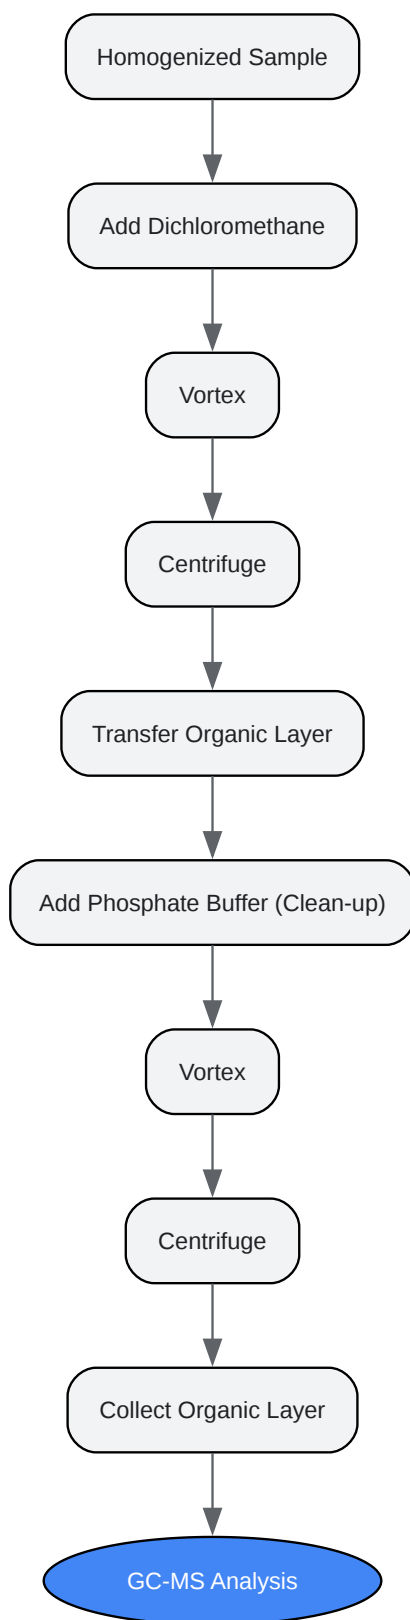 Homogenized Sample
Add Dichloromethane
Vortex
Centrifuge
Transfer Organic Layer
Add Phosphate Buffer (Clean-up)
Vortex
Centrifuge
Collect Organic Layer
GC-MS Analysis